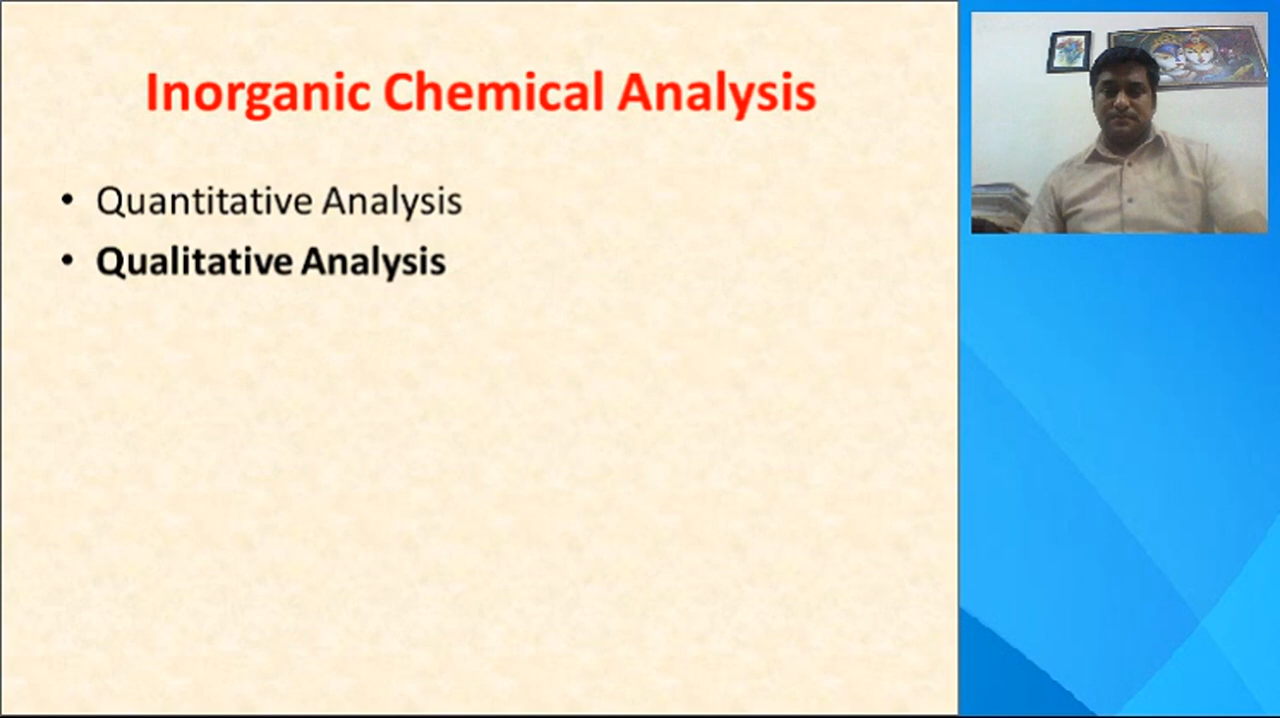 Inorganic Chemical Analysis
• Quantitative Analysis
• Qualitative Analysis